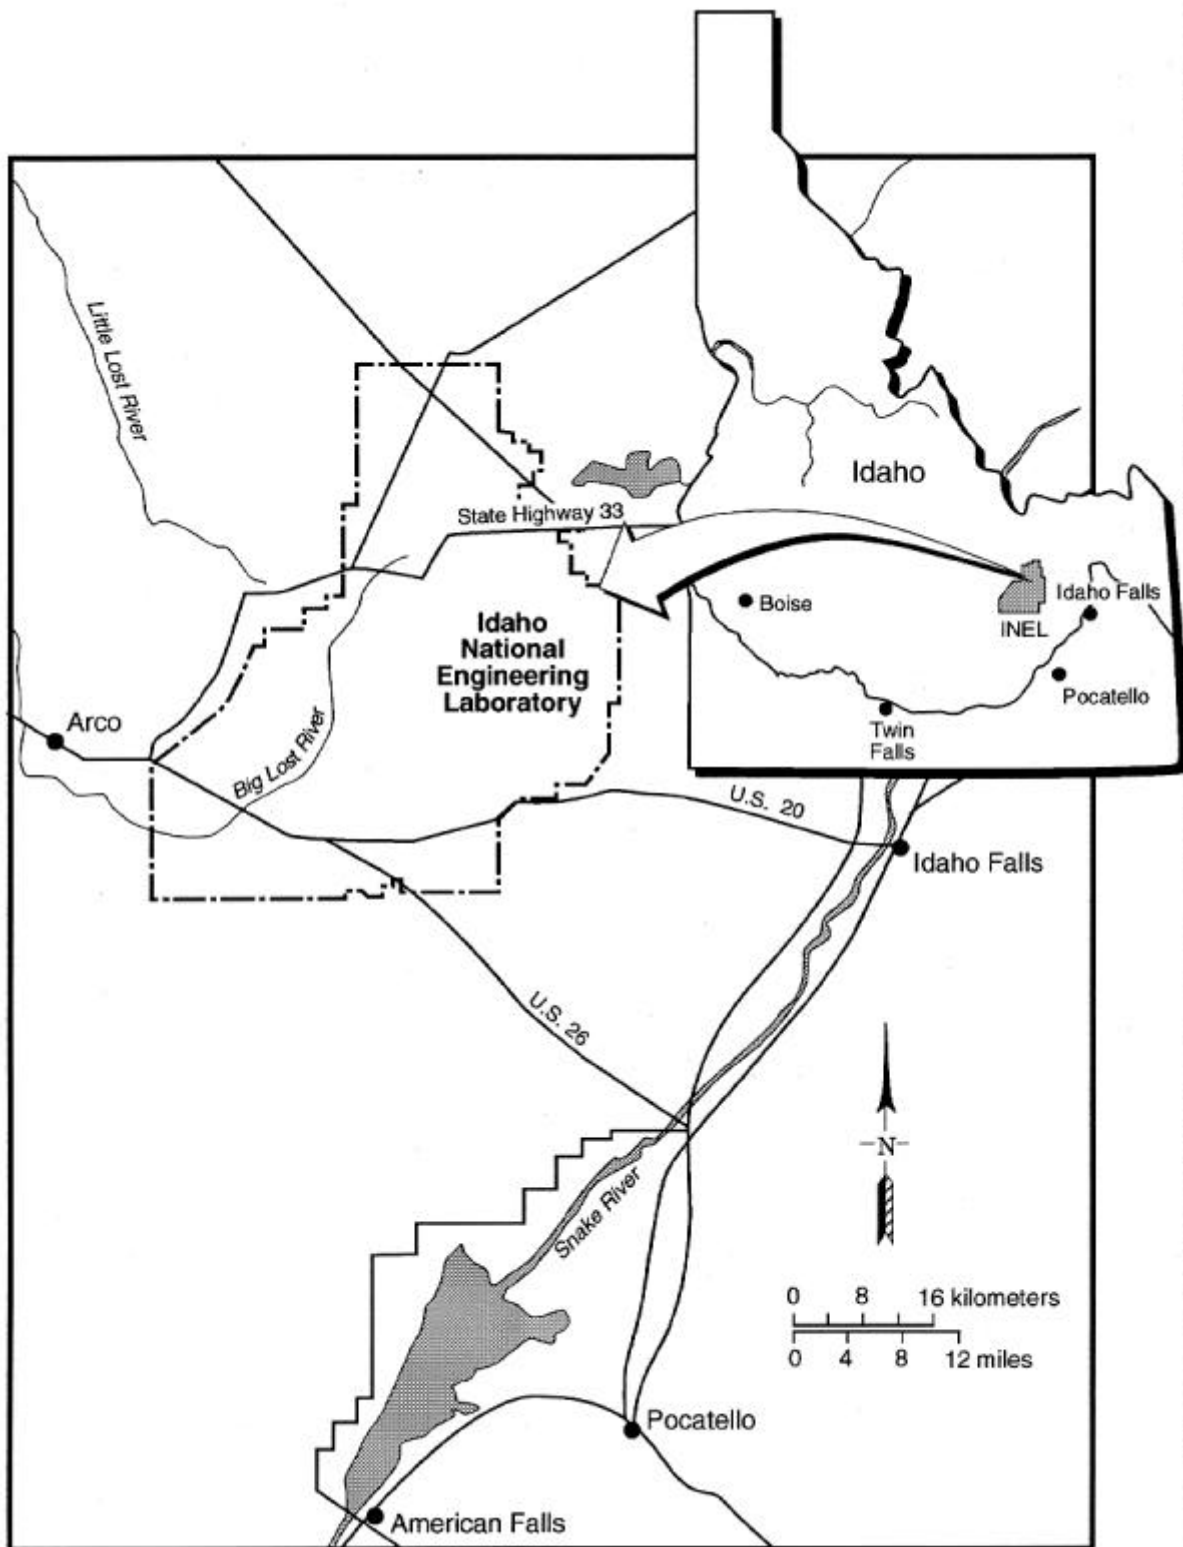 Little Lost River
Idaho
State Highway 33
Boise
Idaho Falls
INEL
Idaho
National
Engineering
Laboratory
Pocatello
Arco
Twin
Falls
Big Lost River
U.S. 20
Idaho Falls
U.S. 26
N
Snake River
0 8 16 kilometers
0 4 8 12 miles
Pocatello
American Falls